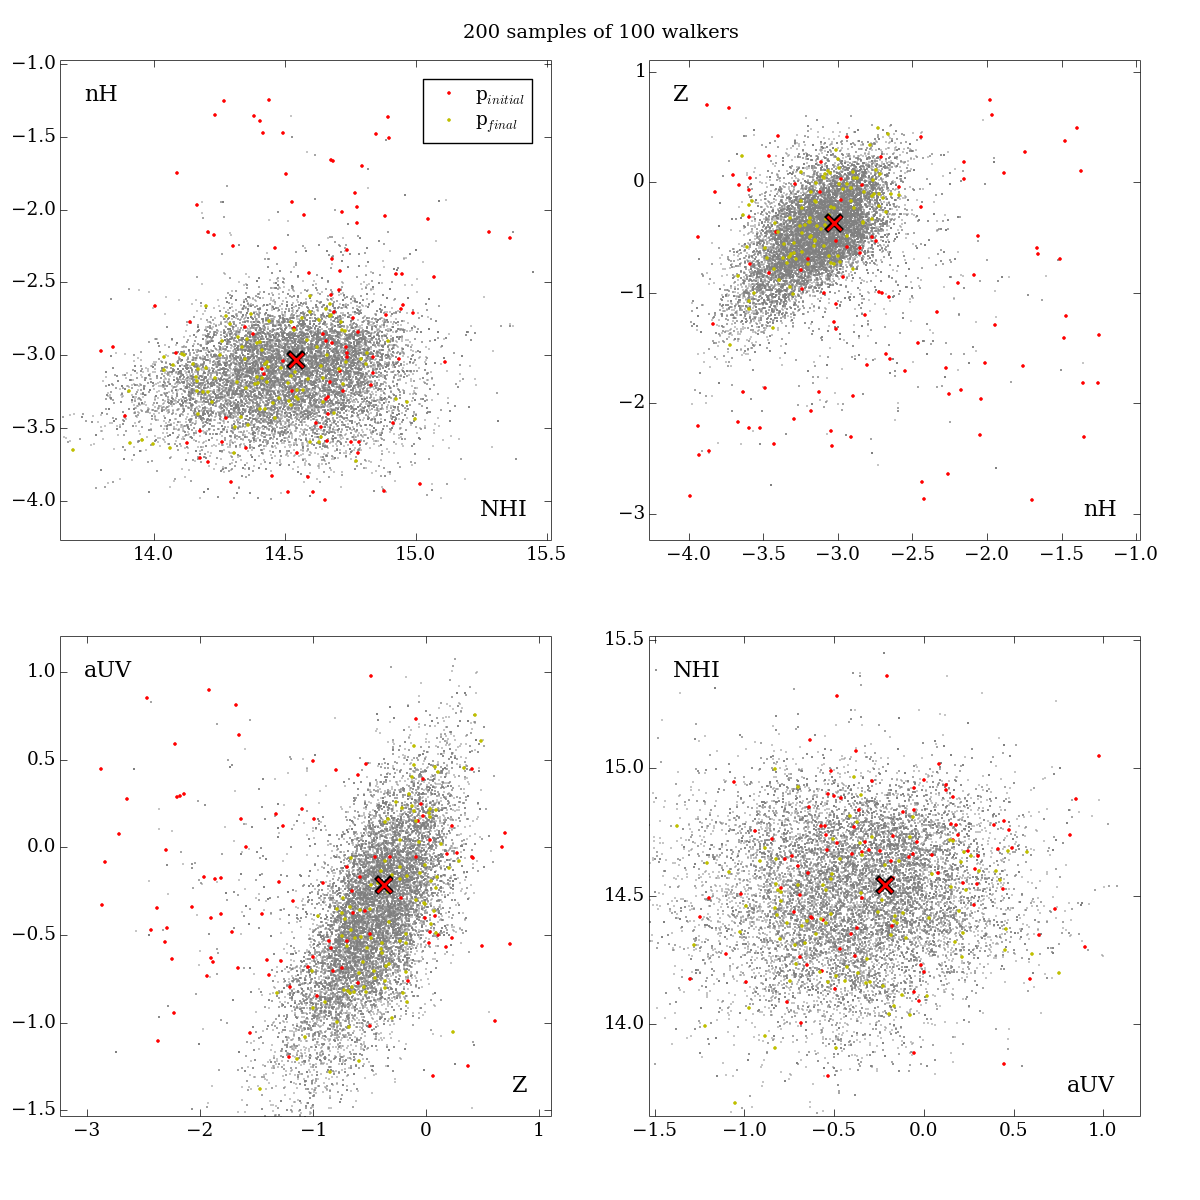 200 samples of 100 walkers
−1.0
−1.5
−2.0
−2.5
−3.0
−3.5
−4.0
nH
p_initial
p_final
NHI
14.0 14.5 15.0 15.5
1
0
−1
−2
−3
Z
nH
−4.0 −3.5 −3.0 −2.5 −2.0 −1.5 −1.0
1.0
0.5
0.0
−0.5
−1.0
−1.5
aUV
Z
−3 −2 −1 0 1
15.5
15.0
14.5
14.0
NHI
aUV
−1.5 −1.0 −0.5 0.0 0.5 1.0